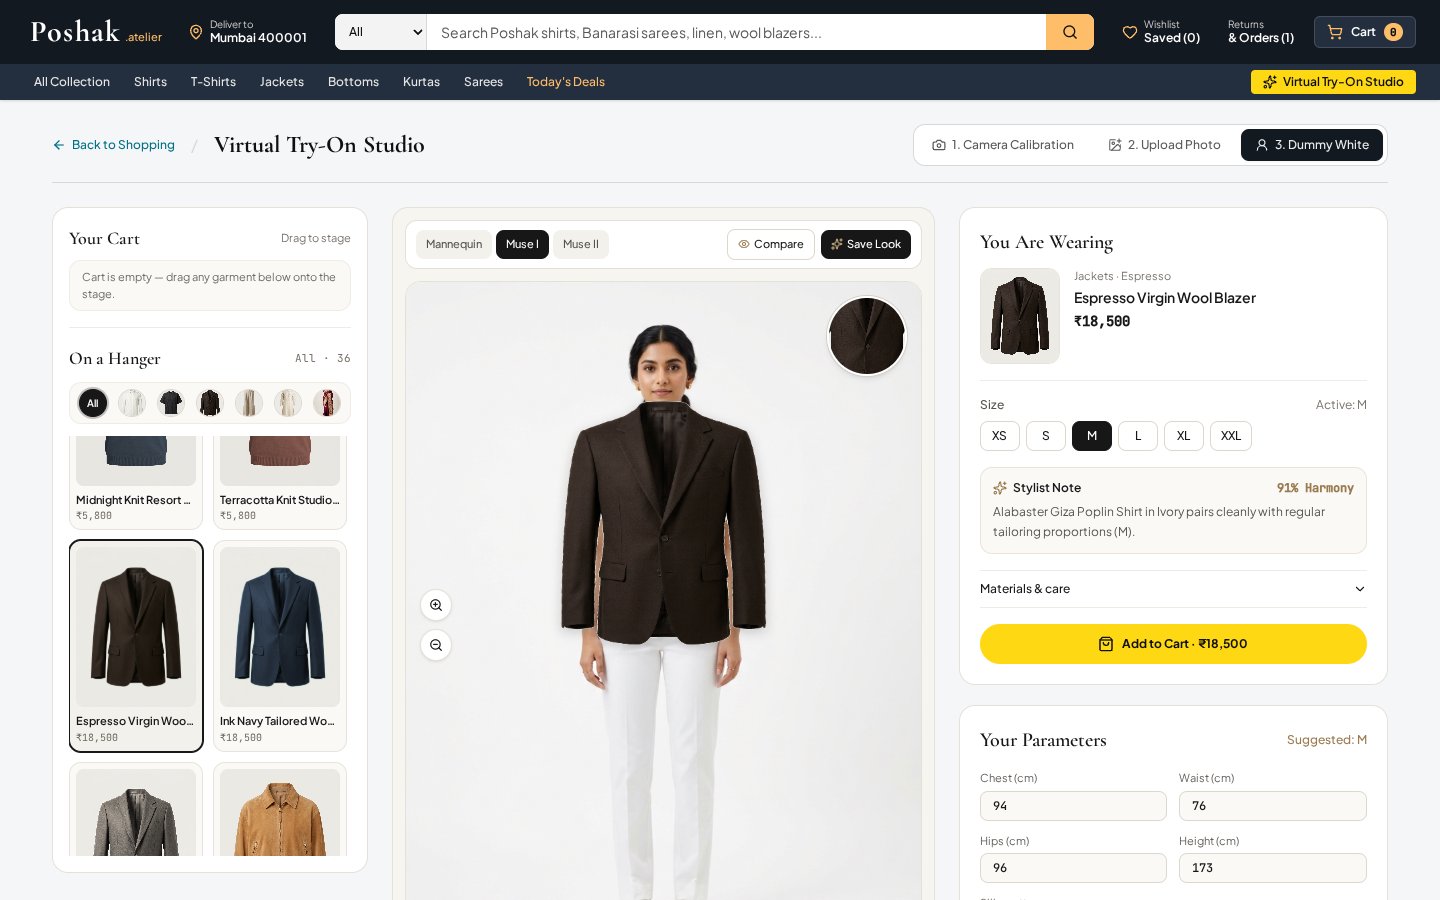 Poshak .atelier
Deliver to
Mumbai 400001
All
Search Poshak shirts, Banarasi sarees, linen, wool blazers...
Wishlist
Saved (0)
Returns
& Orders (1)
Cart 0
All Collection Shirts T-Shirts Jackets Bottoms Kurtas Sarees Today's Deals
Virtual Try-On Studio
Back to Shopping / Virtual Try-On Studio
1. Camera Calibration 2. Upload Photo 3. Dummy White
Your Cart Drag to stage
Cart is empty — drag any garment below onto the
stage.
On a Hanger All · 36
All
Midnight Knit Resort ...
₹5,800
Terracotta Knit Studio...
₹5,800
Espresso Virgin Woo...
₹18,500
Ink Navy Tailored Wo...
₹18,500
Mannequin Muse I Muse II
Compare Save Look
You Are Wearing
Jackets · Espresso
Espresso Virgin Wool Blazer
₹18,500
Size Active: M
XS S M L XL XXL
Stylist Note 91% Harmony
Alabaster Giza Poplin Shirt in Ivory pairs cleanly with regular
tailoring proportions (M).
Materials & care
Add to Cart · ₹18,500
Your Parameters Suggested: M
Chest (cm) Waist (cm)
94 76
Hips (cm) Height (cm)
96 173